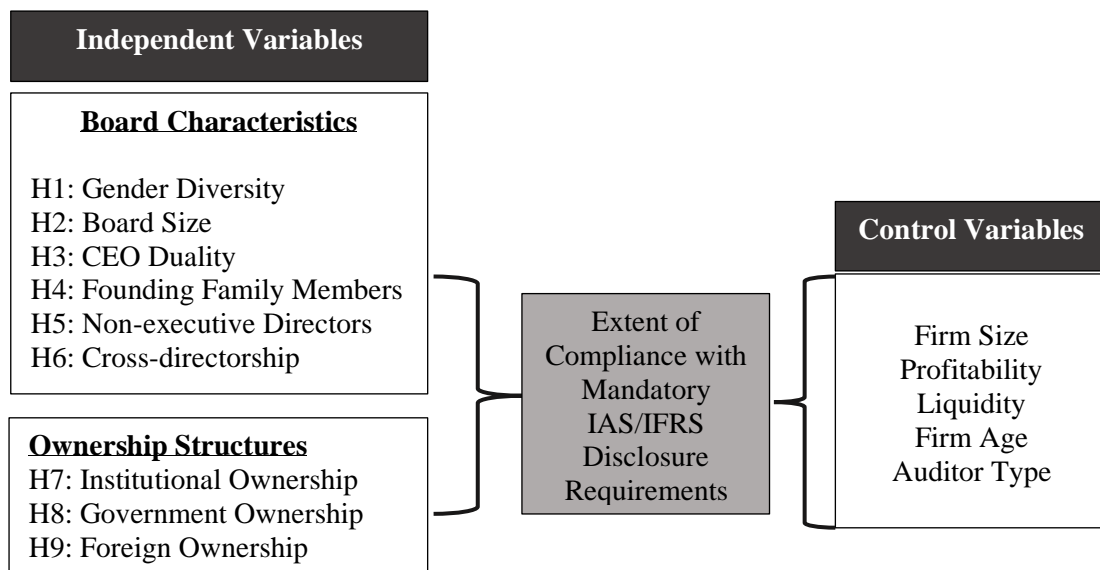 Independent Variables
Board Characteristics
H1: Gender Diversity
H2: Board Size
H3: CEO Duality
H4: Founding Family Members
H5: Non-executive Directors
H6: Cross-directorship
Ownership Structures
H7: Institutional Ownership
H8: Government Ownership
H9: Foreign Ownership
Extent of
Compliance with
Mandatory
IAS/IFRS
Disclosure
Requirements
Control Variables
Firm Size
Profitability
Liquidity
Firm Age
Auditor Type